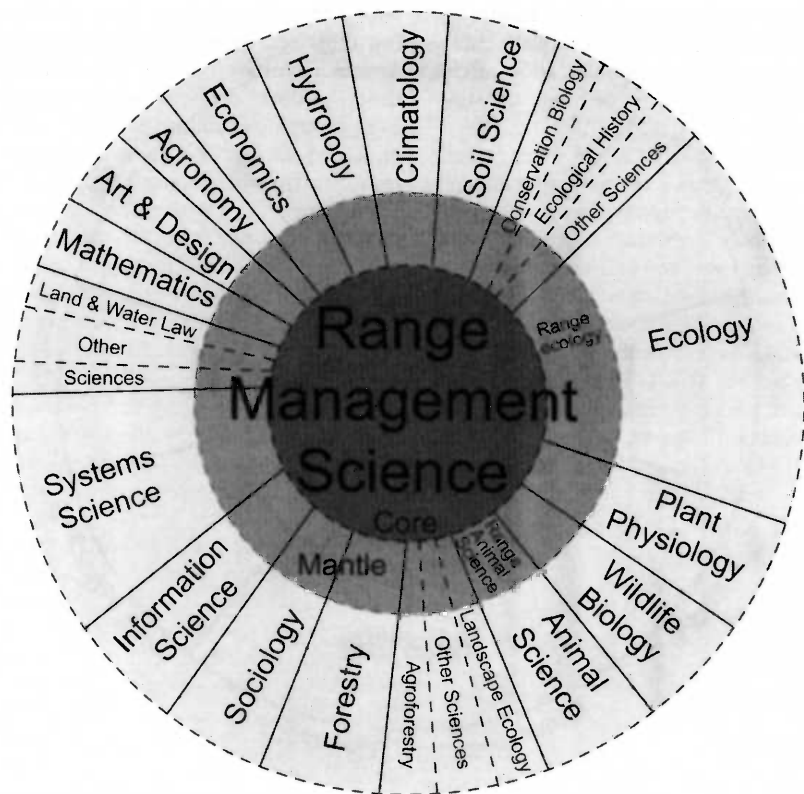 Range
Management
Science
Core
Mantle
Range
ecology
Range
Animal
Science
Climatology
Soil Science
Conservation Biology
Ecological History
Other Sciences
Ecology
Plant
Physiology
Wildlife
Biology
Animal
Science
Landscape Ecology
Other Sciences
Agroforestry
Forestry
Sociology
Information
Science
Systems
Science
Sciences
Other
Land & Water Law
Mathematics
Art & Design
Agronomy
Economics
Hydrology